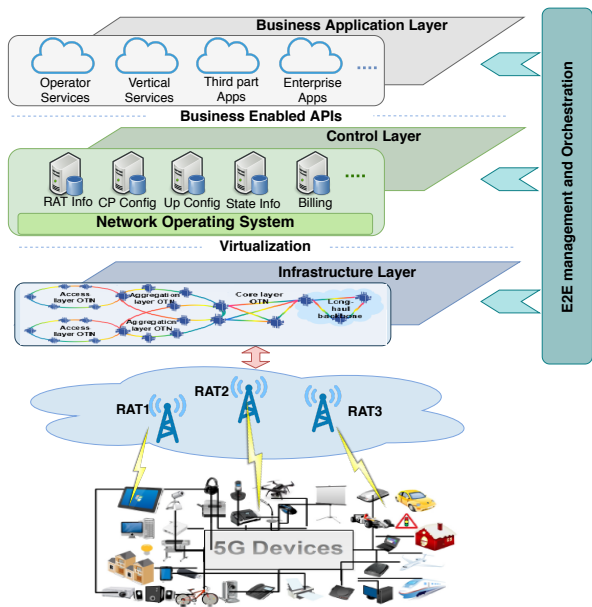 Business Application Layer
Operator
Services
Vertical
Services
Third part
Apps
Enterprise
Apps
....
Business Enabled APIs
Control Layer
RAT Info
CP Config
Up Config
State Info
Billing
....
Network Operating System
Virtualization
Infrastructure Layer
Access
layer OTN
Aggregation
layer OTN
Core layer
OTN
Long-
haul
backbone
Access
layer OTN
Aggregation
layer OTN
E2E management and Orchestration
RAT1
RAT2
RAT3
5G Devices